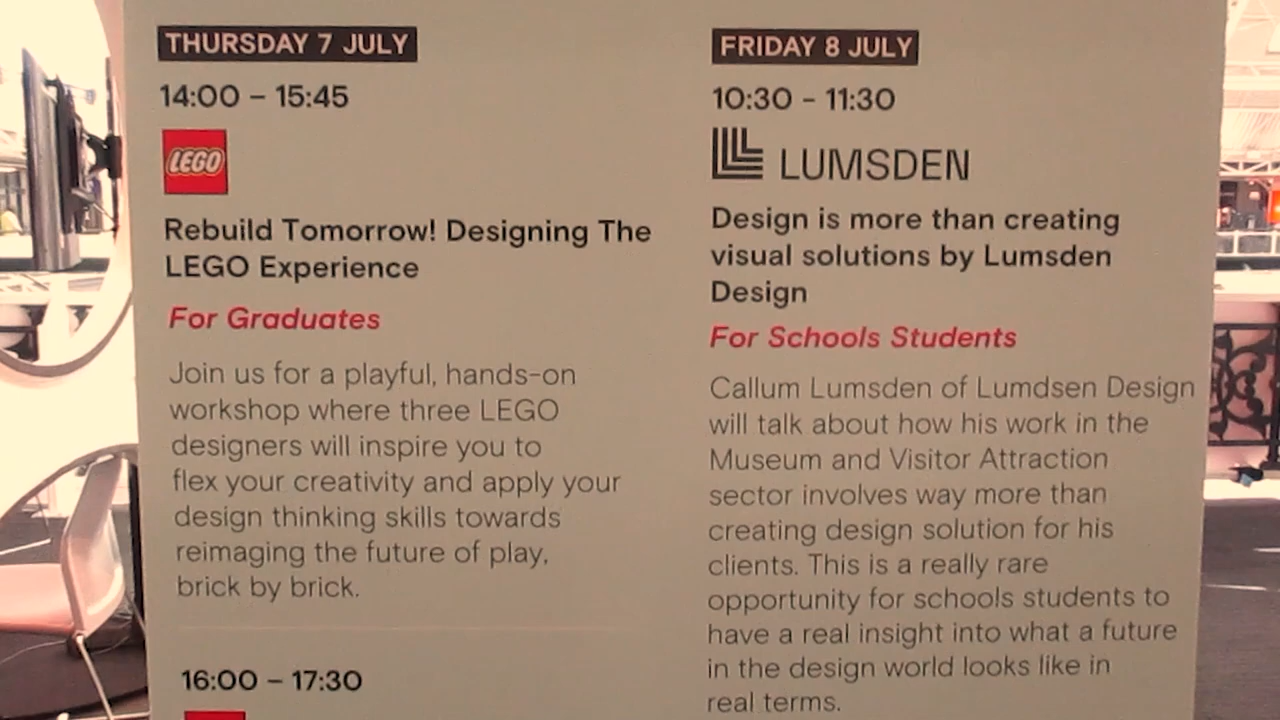 THURSDAY 7 JULY
14:00 – 15:45
LEGO
Rebuild Tomorrow! Designing The
LEGO Experience
For Graduates
Join us for a playful, hands-on
workshop where three LEGO
designers will inspire you to
flex your creativity and apply your
design thinking skills towards
reimaging the future of play,
brick by brick.
16:00 – 17:30
FRIDAY 8 JULY
10:30 – 11:30
LUMSDEN
Design is more than creating
visual solutions by Lumsden
Design
For Schools Students
Callum Lumsden of Lumdsen Design
will talk about how his work in the
Museum and Visitor Attraction
sector involves way more than
creating design solution for his
clients. This is a really rare
opportunity for schools students to
have a real insight into what a future
in the design world looks like in
real terms.